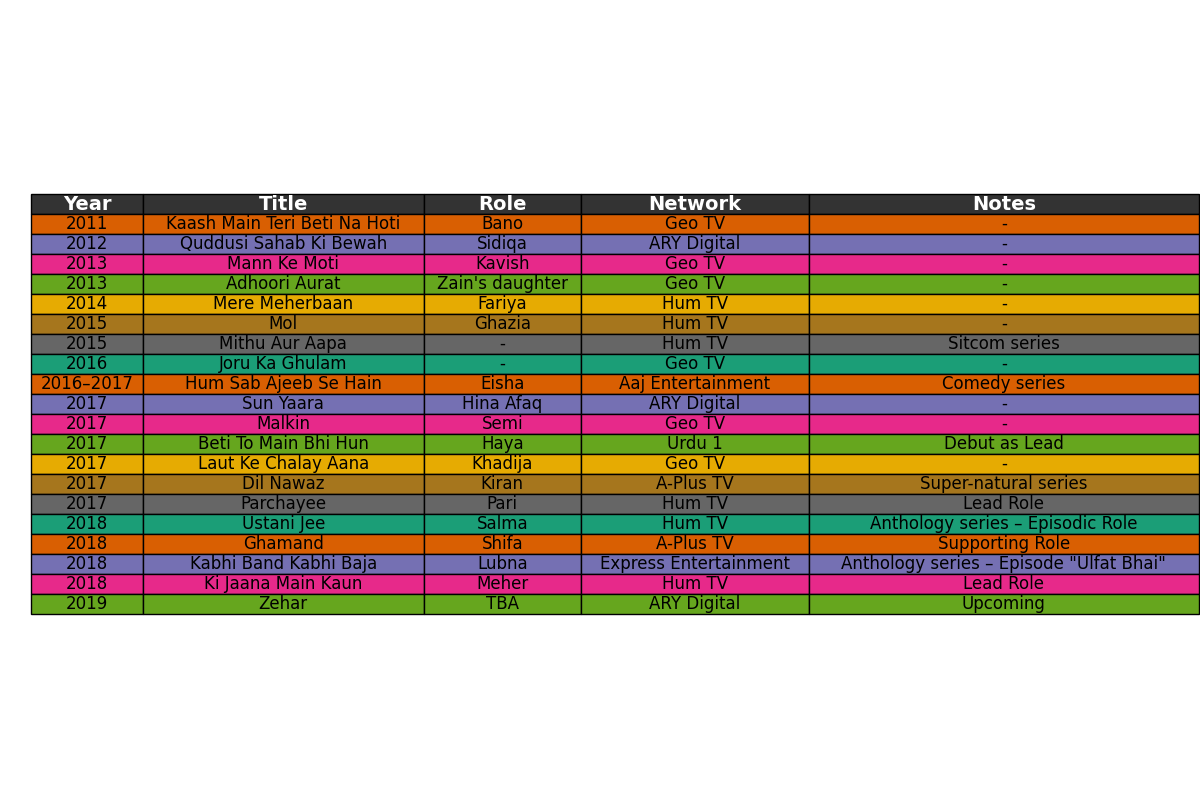 Year Title Role Network Notes
2011 Kaash Main Teri Beti Na Hoti Bano Geo TV -
2012 Quddusi Sahab Ki Bewah Sidiqa ARY Digital -
2013 Mann Ke Moti Kavish Geo TV -
2013 Adhoori Aurat Zain's daughter Geo TV -
2014 Mere Meherbaan Fariya Hum TV -
2015 Mol Ghazia Hum TV -
2015 Mithu Aur Aapa - Hum TV Sitcom series
2016 Joru Ka Ghulam - Geo TV -
2016–2017 Hum Sab Ajeeb Se Hain Eisha Aaj Entertainment Comedy series
2017 Sun Yaara Hina Afaq ARY Digital -
2017 Malkin Semi Geo TV -
2017 Beti To Main Bhi Hun Haya Urdu 1 Debut as Lead
2017 Laut Ke Chalay Aana Khadija Geo TV -
2017 Dil Nawaz Kiran A-Plus TV Super-natural series
2017 Parchayee Pari Hum TV Lead Role
2018 Ustani Jee Salma Hum TV Anthology series – Episodic Role
2018 Ghamand Shifa A-Plus TV Supporting Role
2018 Kabhi Band Kabhi Baja Lubna Express Entertainment Anthology series – Episode "Ulfat Bhai"
2018 Ki Jaana Main Kaun Meher Hum TV Lead Role
2019 Zehar TBA ARY Digital Upcoming